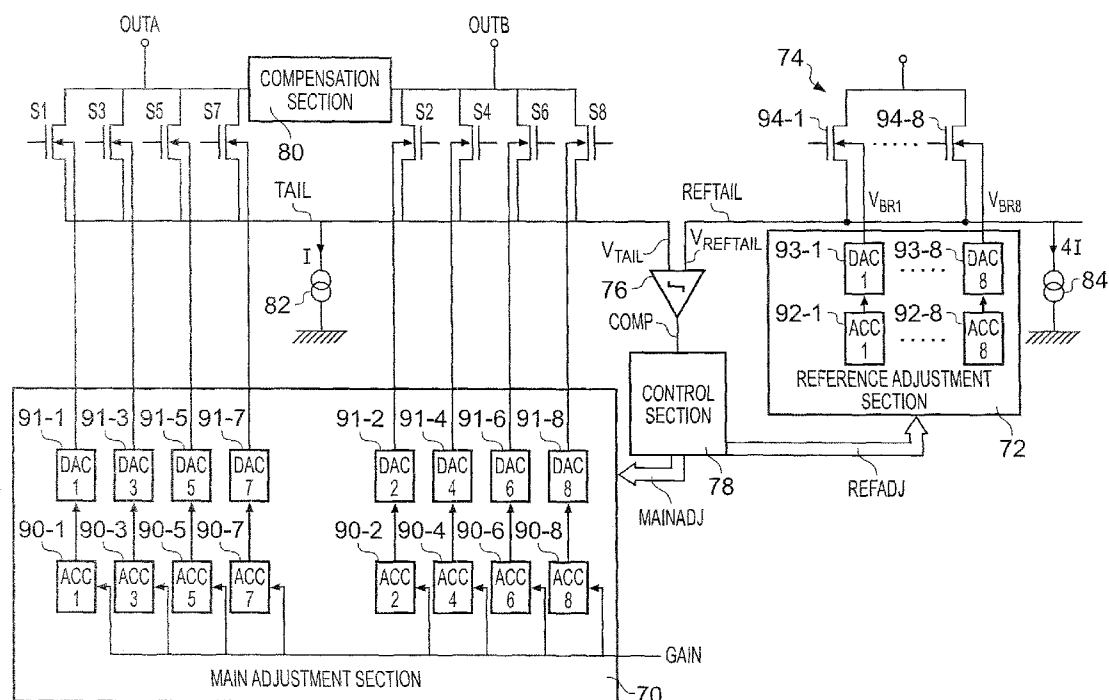 OUTA
OUTB
COMPENSATION
SECTION
80
S1
S3
S5
S7
S2
S4
S6
S8
74
94-1
94-8
TAIL
REFTAIL
VBR1
VBR8
I
82
VTAIL
VREFTAIL
76
COMP
93-1
DAC
1
93-8
DAC
8
92-1
ACC
1
92-8
ACC
8
REFERENCE ADJUSTMENT
SECTION
72
4I
84
CONTROL
SECTION
78
MAINADJ
REFADJ
91-1
91-3
91-5
91-7
91-2
91-4
91-6
91-8
DAC
1
DAC
3
DAC
5
DAC
7
DAC
2
DAC
4
DAC
6
DAC
8
90-1
90-3
90-5
90-7
90-2
90-4
90-6
90-8
ACC
1
ACC
3
ACC
5
ACC
7
ACC
2
ACC
4
ACC
6
ACC
8
GAIN
MAIN ADJUSTMENT SECTION
70